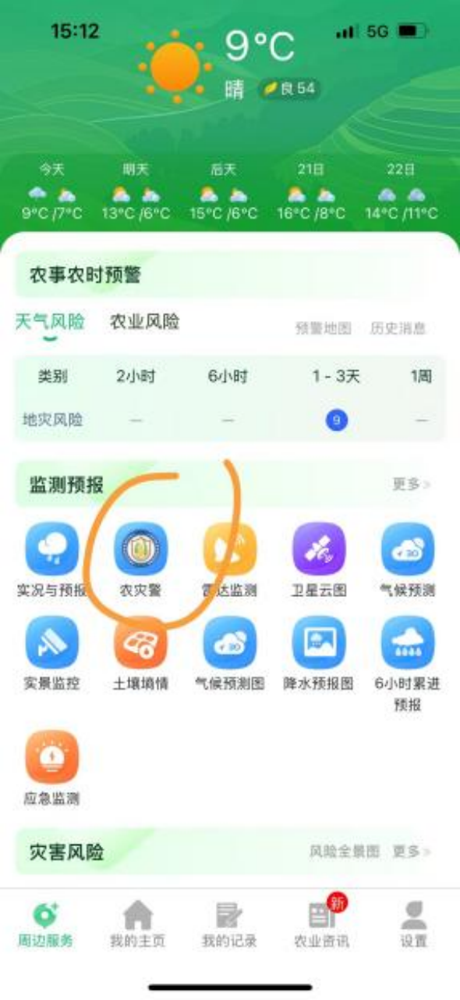 15:12
5G
9°C
晴 良 54
今天 明天 后天 21日 22日
9°C /7°C 13°C /6°C 15°C /6°C 16°C /8°C 14°C /11°C
农事农时预警
天气风险 农业风险 预警地图 历史消息
类别 2小时 6小时 1 - 3天 1周
地灾风险 — — 9 —
监测预报 更多 >
实况与预报 农灾警 雷达监测 卫星云图 气候预测
实景监控 土壤墒情 气候预测图 降水预报图 6小时累进
预报
应急监测
灾害风险 风险全景图 更多 >
新
周边服务 我的主页 我的记录 农业资讯 设置